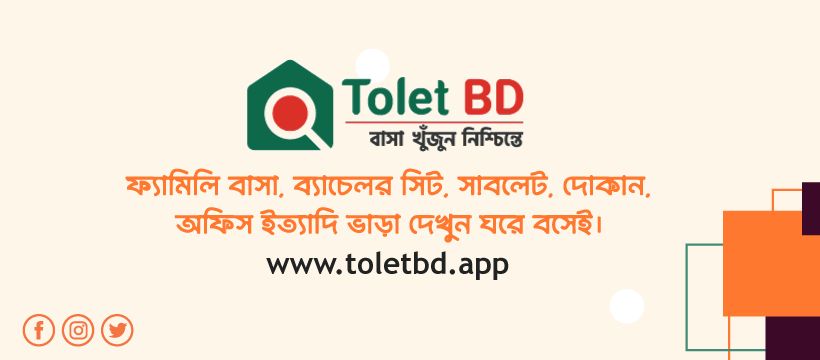 Tolet BD
বাসা খুঁজুন নিশ্চিন্তে
ফ্যামিলি বাসা, ব্যাচেলর সিট, সাবলেট, দোকান,
অফিস ইত্যাদি ভাড়া দেখুন ঘরে বসেই।
www.toletbd.app